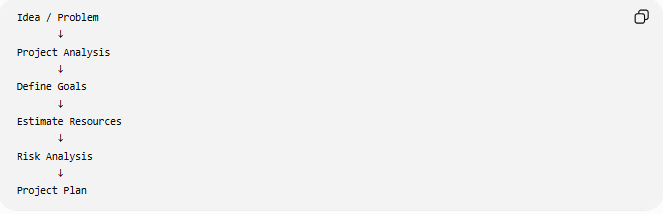 Idea / Problem
↓
Project Analysis
↓
Define Goals
↓
Estimate Resources
↓
Risk Analysis
↓
Project Plan